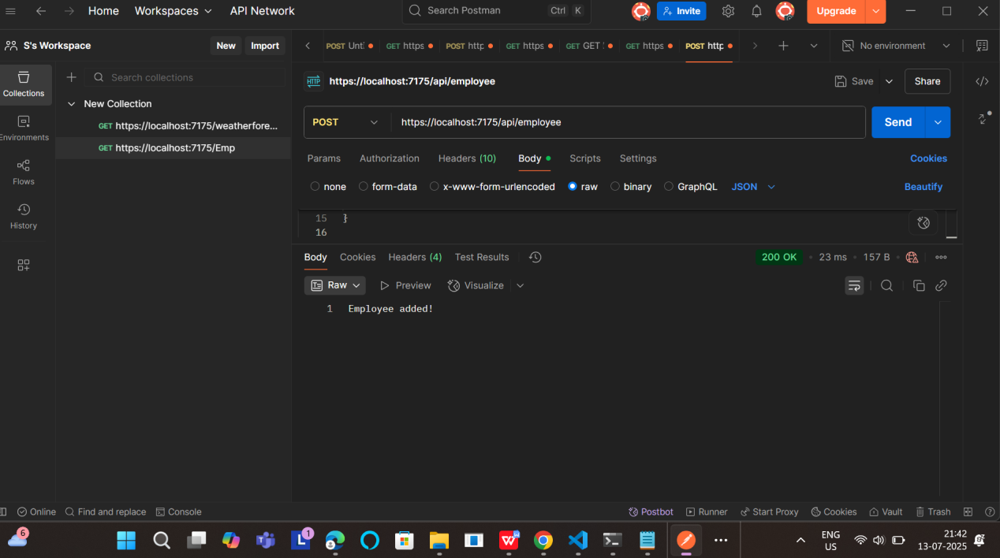 Home Workspaces API Network Search Postman Ctrl K Invite Upgrade
S's Workspace New Import POST Unti GET https POST http GET https GET GET GET https POST http No environment
Collections
Search collections
https://localhost:7175/api/employee Save Share
New Collection
GET https://localhost:7175/weatherfore...
GET https://localhost:7175/Emp
Environments
Flows
History
POST https://localhost:7175/api/employee Send
Params Authorization Headers (10) Body Scripts Settings Cookies
none form-data x-www-form-urlencoded raw binary GraphQL JSON Beautify
15 }
16
Body Cookies Headers (4) Test Results 200 OK 23 ms 157 B
Raw Preview Visualize
1 Employee added!
Online Find and replace Console Postbot Runner Start Proxy Cookies Vault Trash
6 1 ENG
US
21:42
13-07-2025